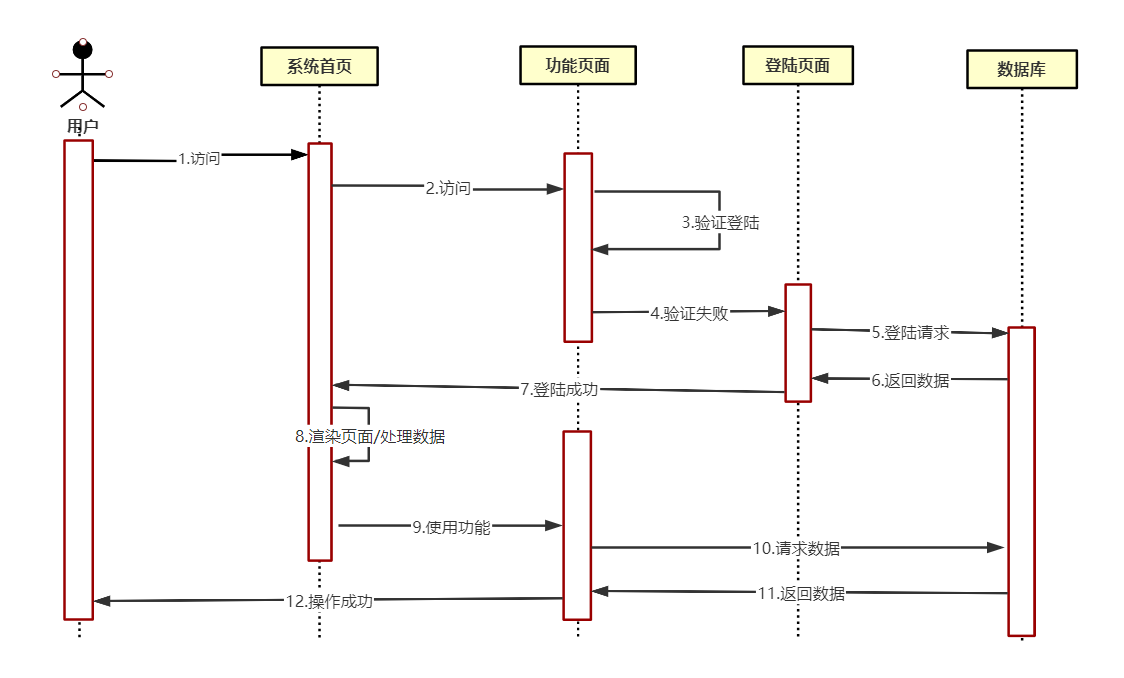 用户
系统首页
功能页面
登陆页面
数据库
1.访问
2.访问
3.验证登陆
4.验证失败
5.登陆请求
6.返回数据
7.登陆成功
8.渲染页面/处理数据
9.使用功能
10.请求数据
11.返回数据
12.操作成功